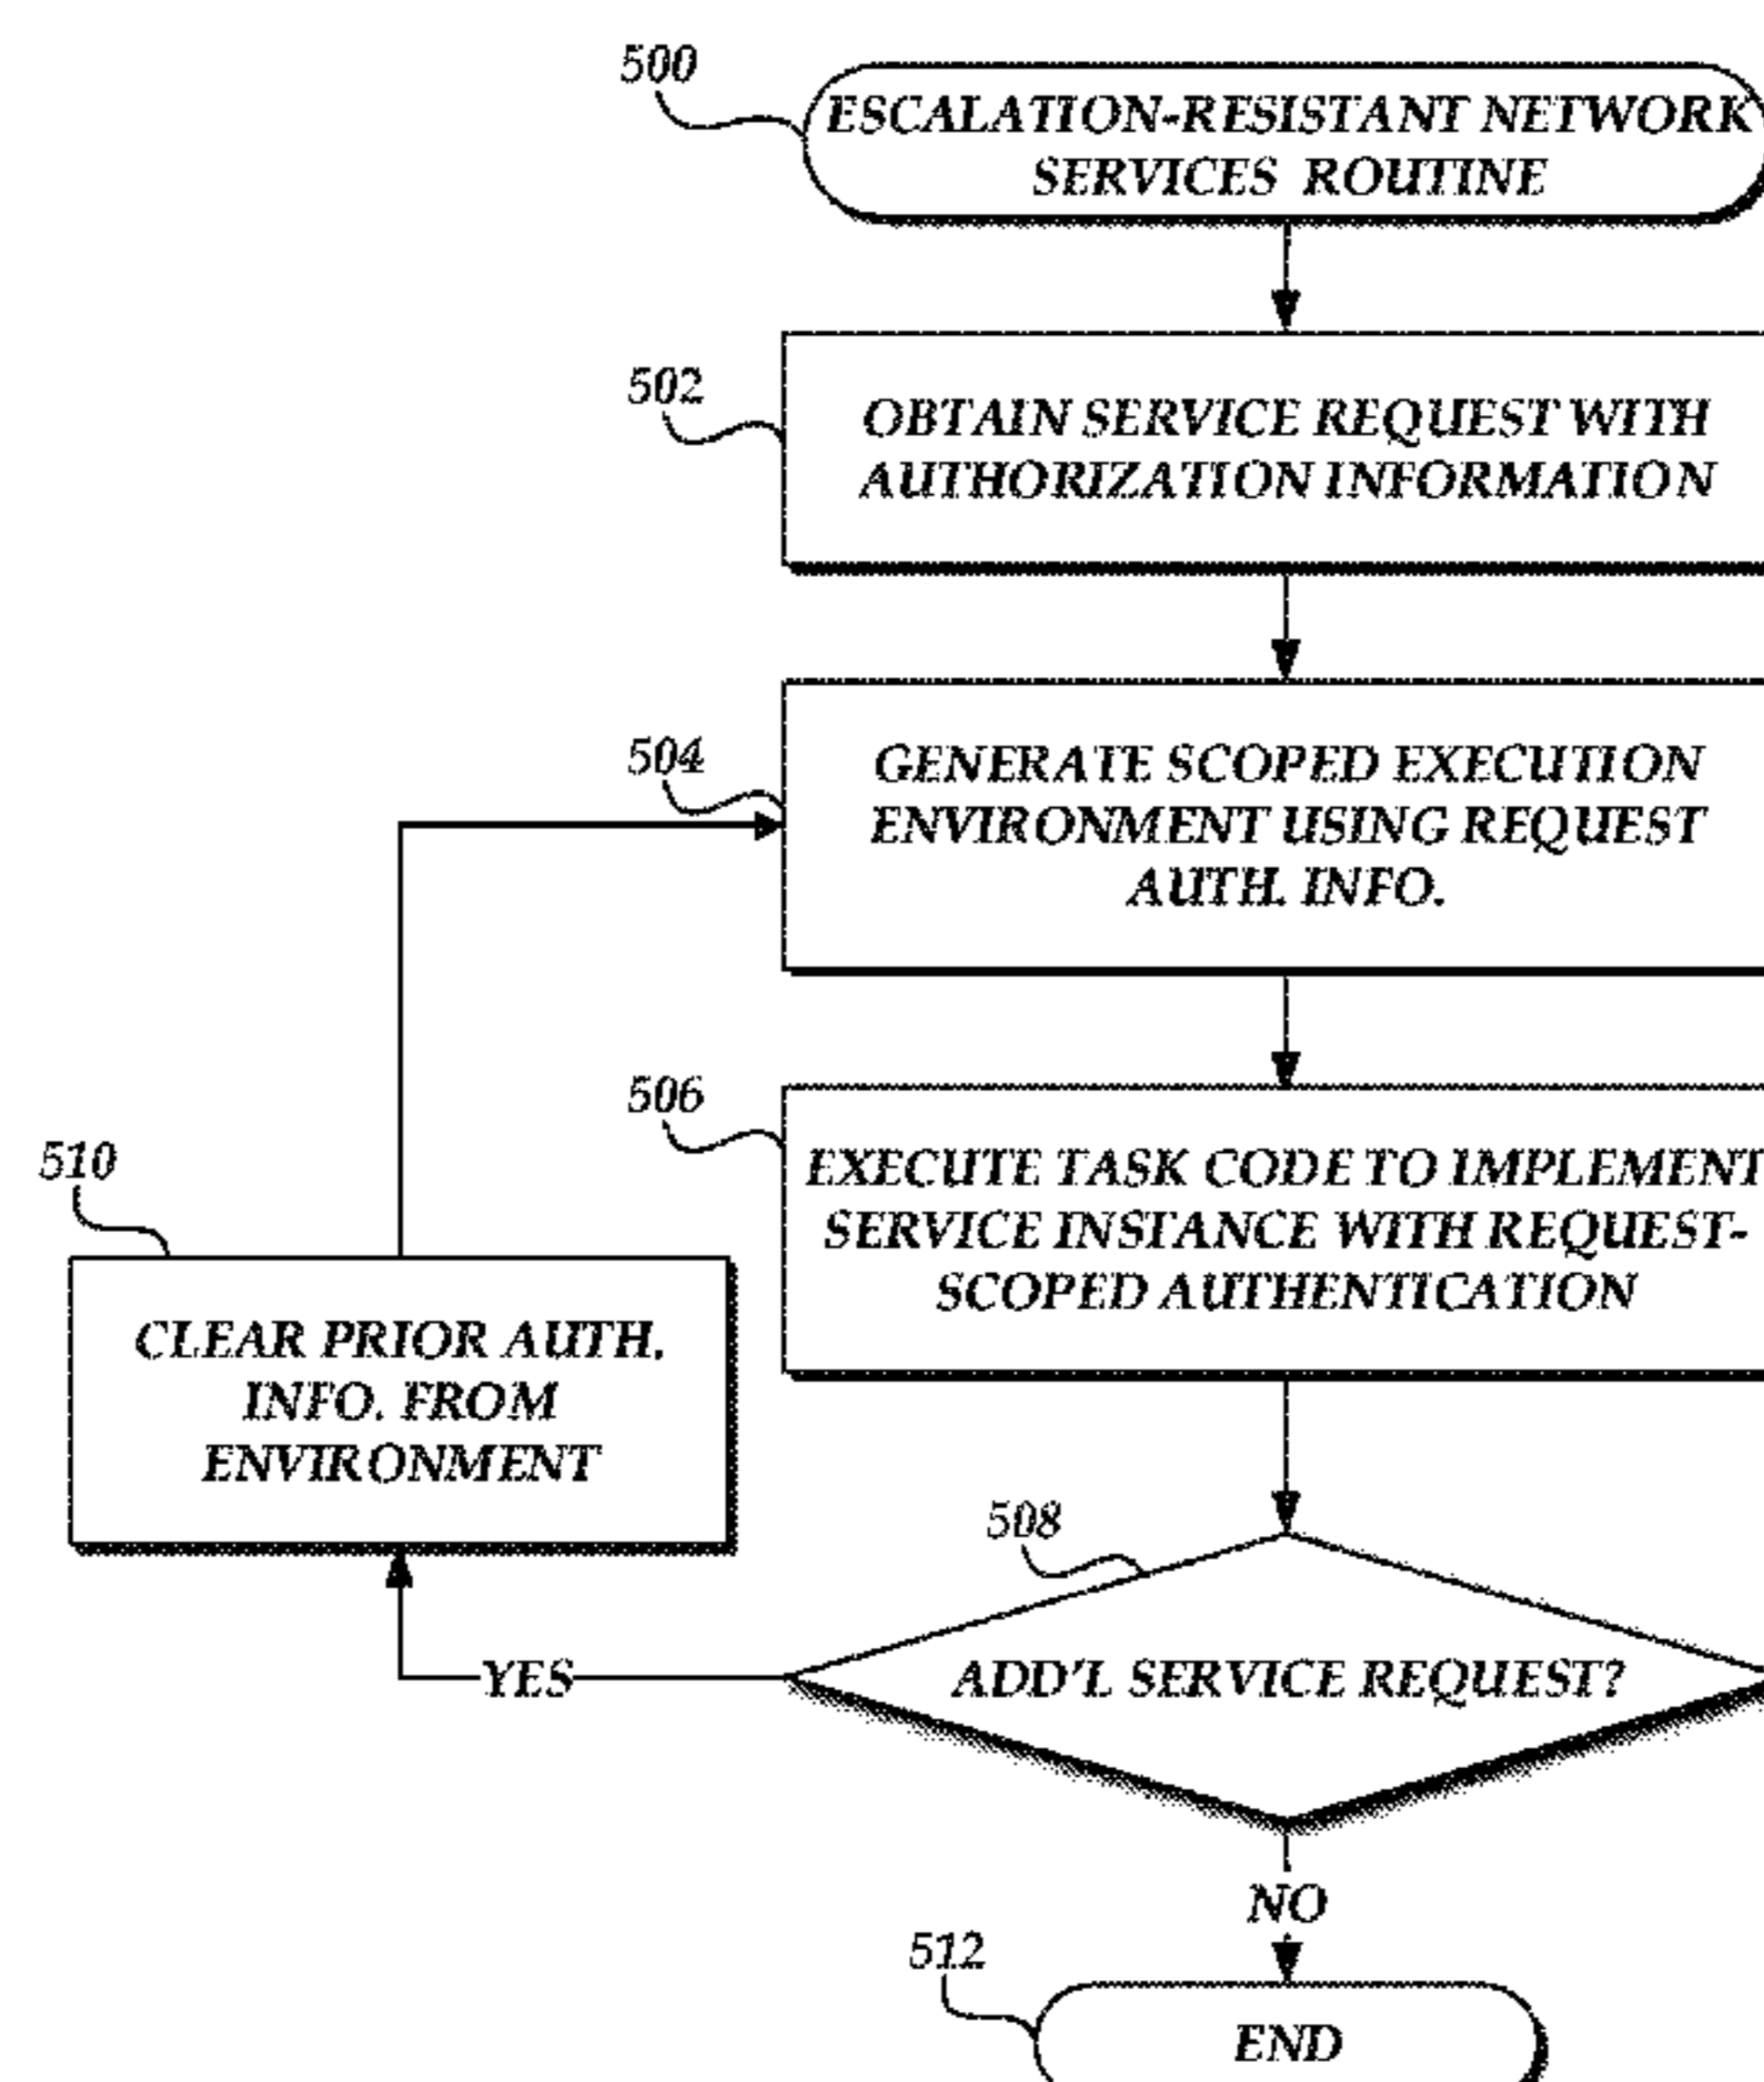 500
ESCALATION-RESISTANT NETWORK
SERVICES ROUTINE
502
OBTAIN SERVICE REQUEST WITH
AUTHORIZATION INFORMATION
504
GENERATE SCOPED EXECUTION
ENVIRONMENT USING REQUEST
AUTH. INFO.
506
EXECUTE TASK CODE TO IMPLEMENT
SERVICE INSTANCE WITH REQUEST-
SCOPED AUTHENTICATION
510
CLEAR PRIOR AUTH.
INFO. FROM
ENVIRONMENT
508
ADD'L SERVICE REQUEST?
YES
NO
512
END